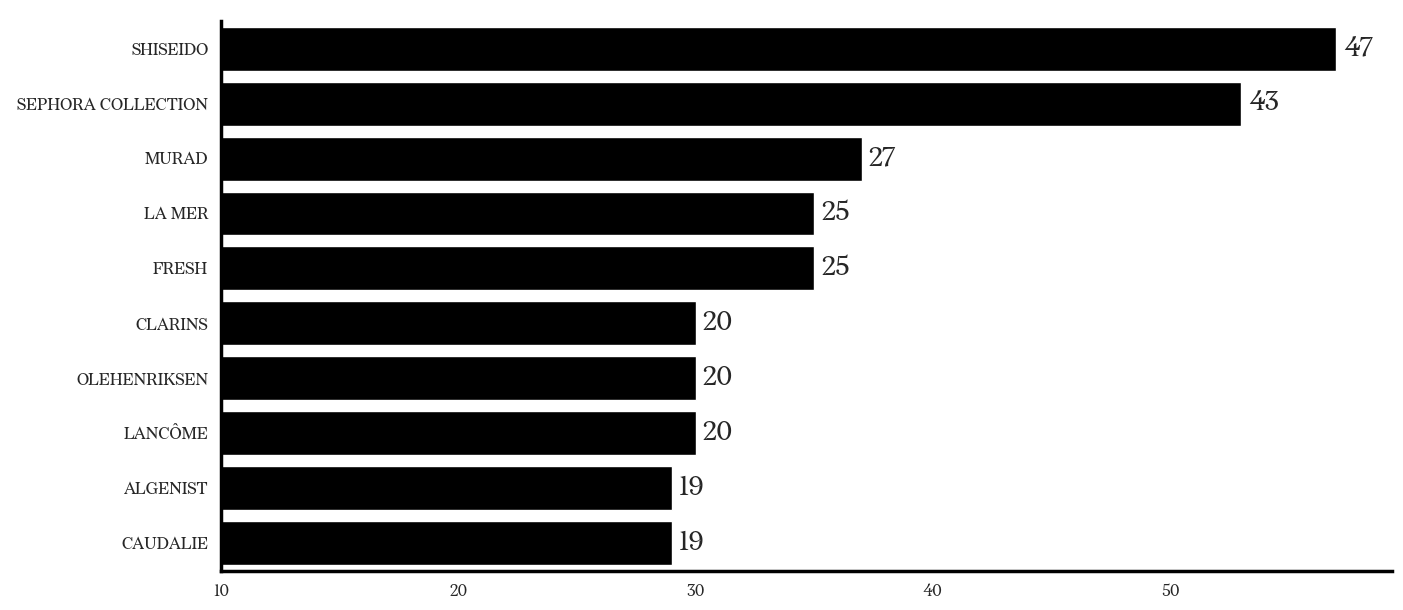 SHISEIDO 47
SEPHORA COLLECTION 43
MURAD 27
LA MER 25
FRESH 25
CLARINS 20
OLEHENRIKSEN 20
LANCÔME 20
ALGENIST 19
CAUDALIE 19
10 20 30 40 50